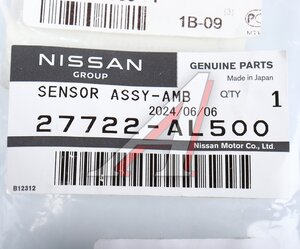 1B-09
NISSAN
GROUP
GENUINE PARTS
Made in Japan
SENSOR ASSY-AMB
Q'TY
2024/06/06
1
27722-AL500
Nissan Motor Co., Ltd.
B12312